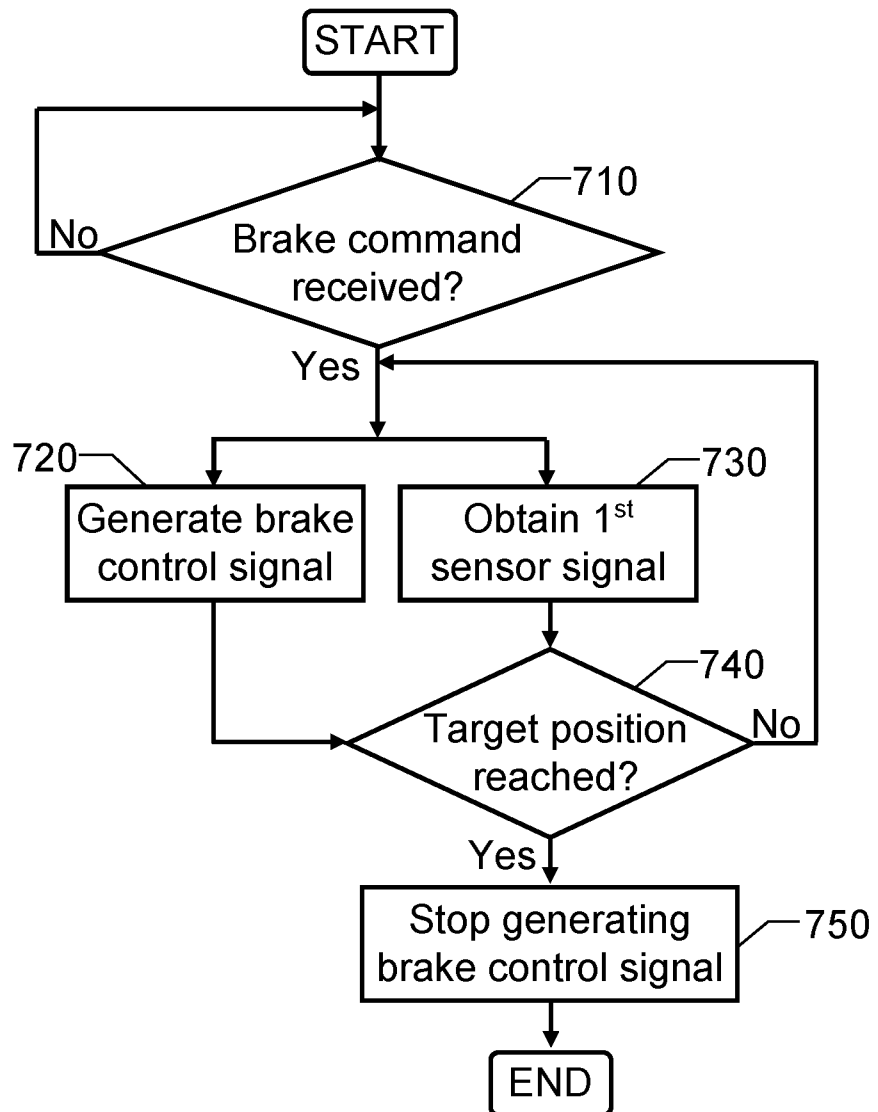 START
710
No
Brake command
received?
Yes
720
730
Generate brake
control signal
Obtain 1st
sensor signal
740
Target position
reached?
No
Yes
Stop generating
brake control signal
750
END